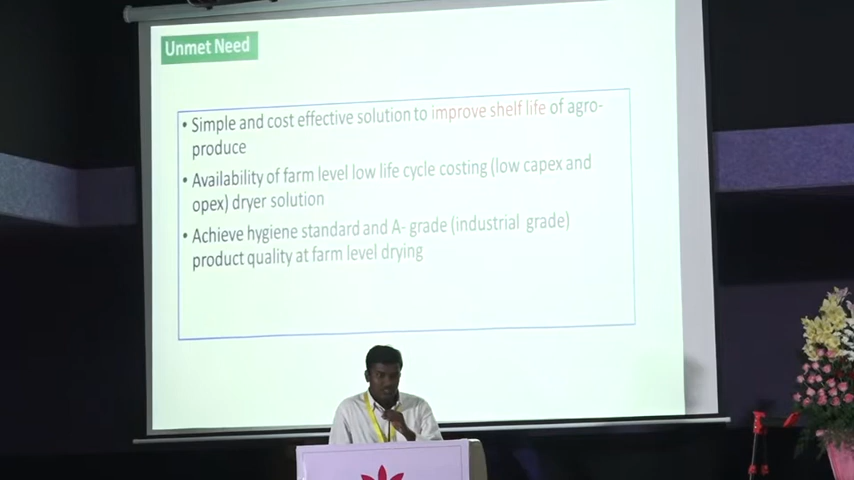 Unmet Need
• Simple and cost effective solution to improve shelf life of agro-
produce
• Availability of farm level low life cycle costing (low capex and
opex) dryer solution
• Achieve hygiene standard and A- grade (industrial grade)
product quality at farm level drying